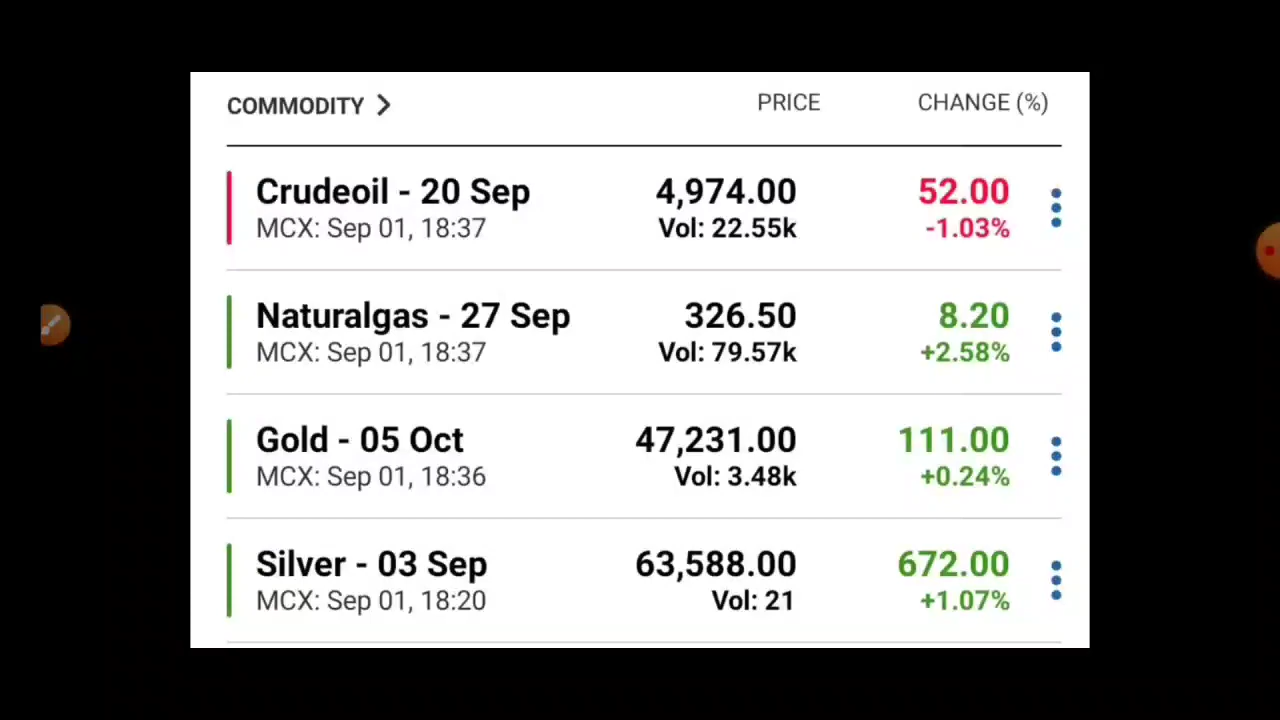 COMMODITY > PRICE CHANGE (%)
Crudeoil - 20 Sep 4,974.00 52.00
MCX: Sep 01, 18:37 Vol: 22.55k -1.03%
Naturalgas - 27 Sep 326.50 8.20
MCX: Sep 01, 18:37 Vol: 79.57k +2.58%
Gold - 05 Oct 47,231.00 111.00
MCX: Sep 01, 18:36 Vol: 3.48k +0.24%
Silver - 03 Sep 63,588.00 672.00
MCX: Sep 01, 18:20 Vol: 21 +1.07%